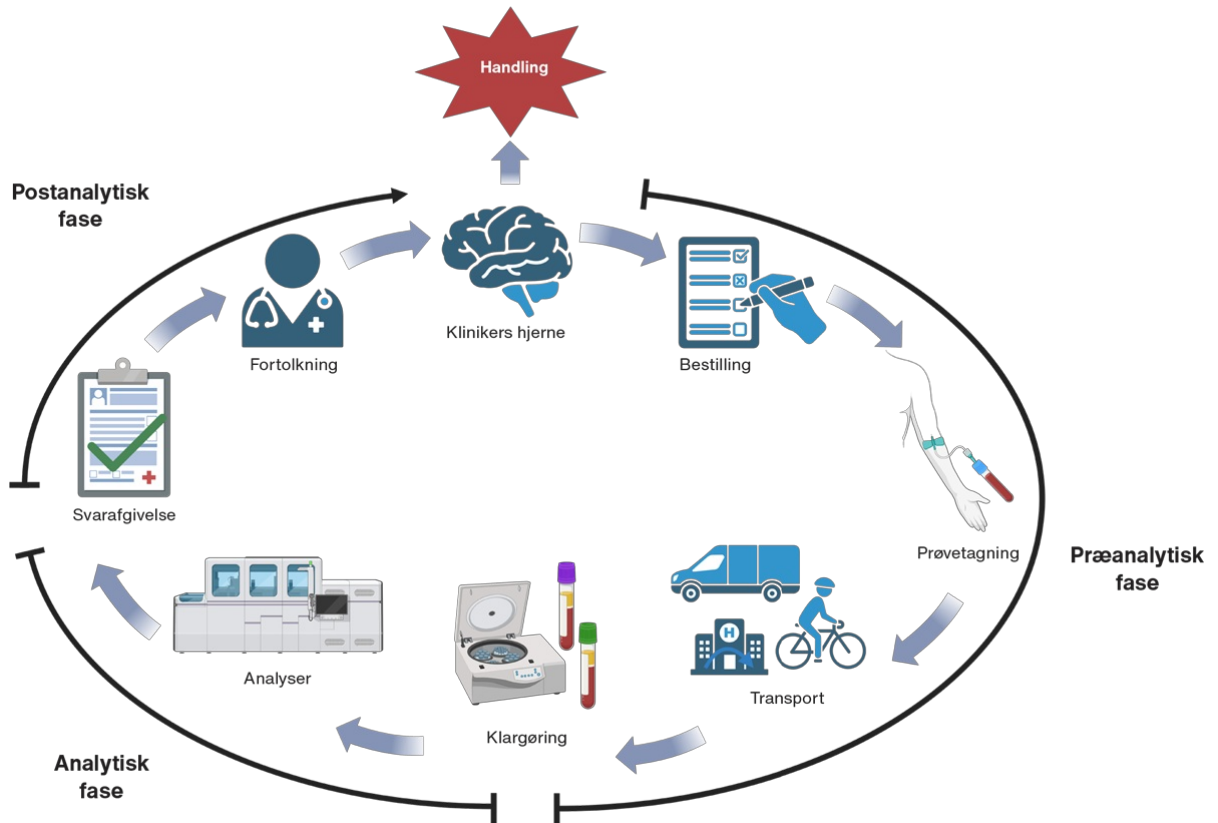 Handling
Postanalytisk
fase
Klinikers hjerne
Fortolkning
Bestilling
Svarafgivelse
Prøvetagning
Præanalytisk
fase
H
Transport
Analyser
Klargøring
Analytisk
fase